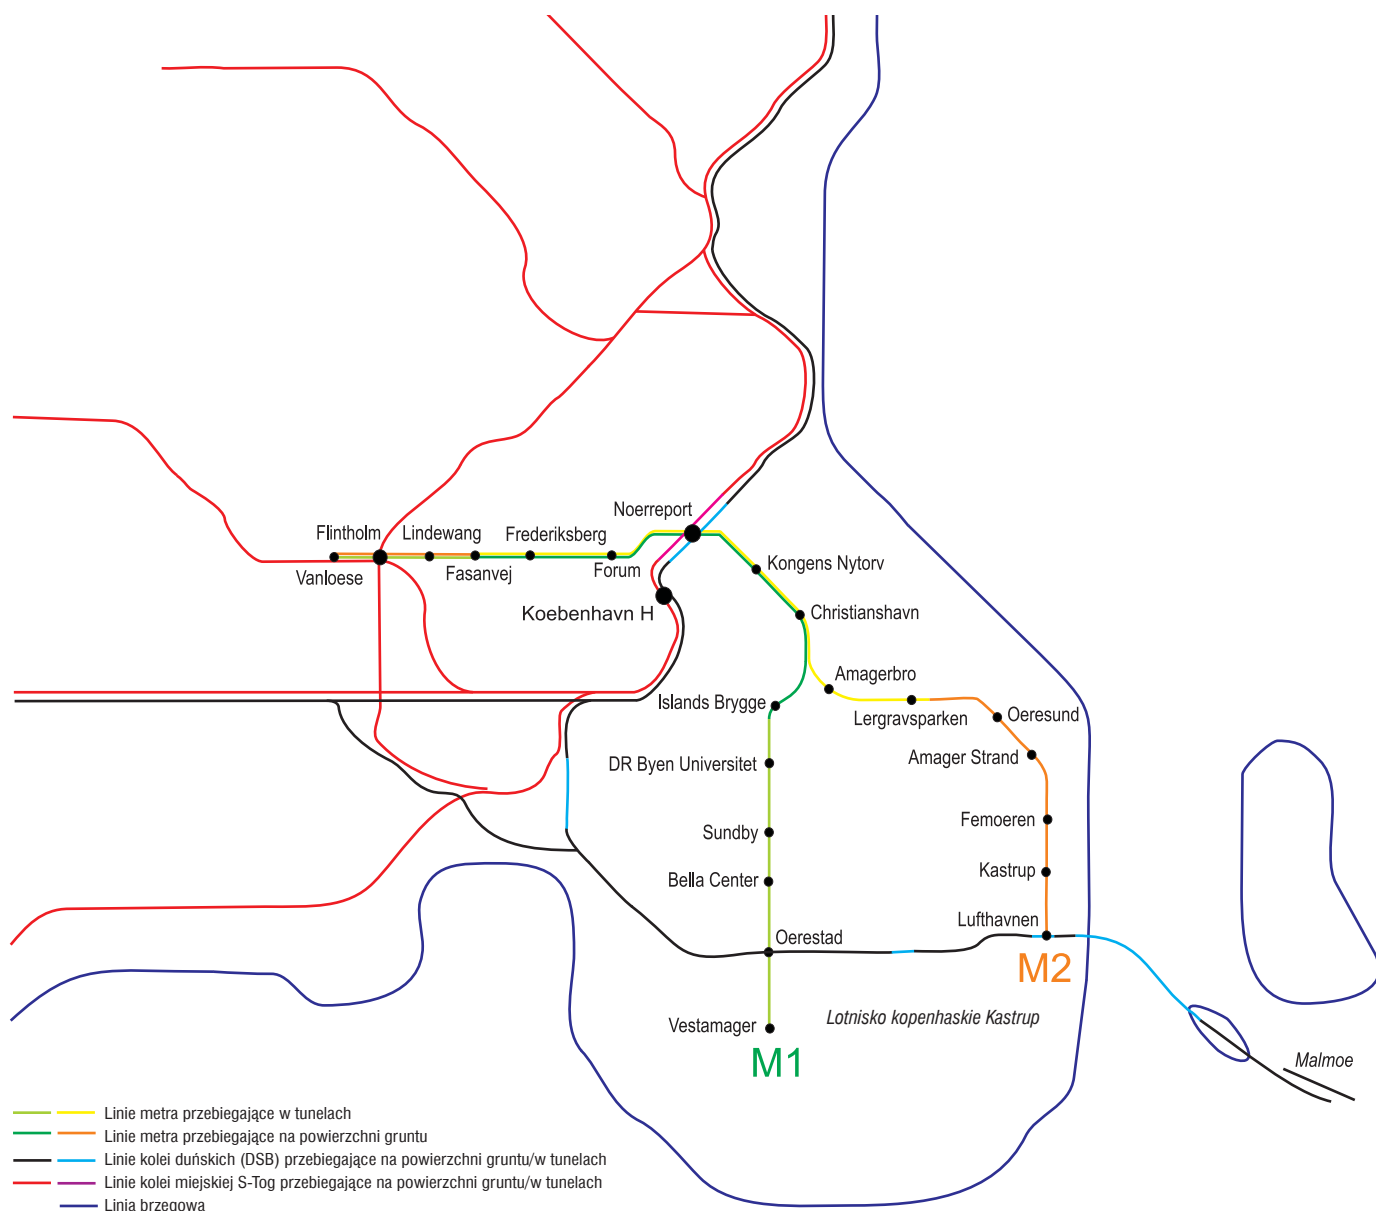 Noerreport
Flintholm
Lindewang
Frederiksberg
Vanloese
Fasanvej
Forum
Kongens Nytorv
Koebenhavn H
Christianshavn
Amagerbro
Islands Brygge
Lergravsparken
Oeresund
DR Byen Universitet
Amager Strand
Sundby
Femoeren
Bella Center
Kastrup
Lufthavnen
Oerestad
M2
Vestamager
Lotnisko kopenhaskie Kastrup
M1
Malmoe
Linie metra przebiegające w tunelach
Linie metra przebiegające na powierzchni gruntu
Linie kolei duńskich (DSB) przebiegające na powierzchni gruntu/w tunelach
Linie kolei miejskiej S-Tog przebiegające na powierzchni gruntu/w tunelach
Linia brzegowa